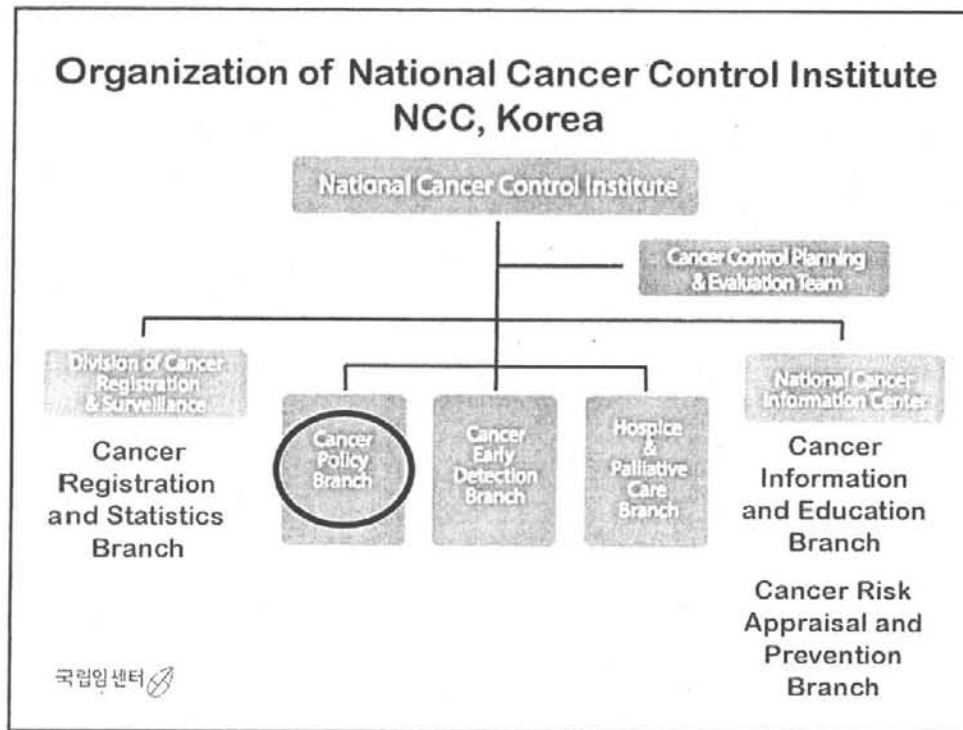 Organization of National Cancer Control Institute
NCC, Korea
National Cancer Control Institute
Cancer Control Planning
& Evaluation Team
Division of Cancer
Registration
& Surveillance
Cancer
Registration
and Statistics
Branch
Cancer
Policy
Branch
Cancer
Early
Detection
Branch
Hospice
&
Palliative
Care
Branch
National Cancer
Information Center
Cancer
Information
and Education
Branch
Cancer Risk
Appraisal and
Prevention
Branch
국립암센터